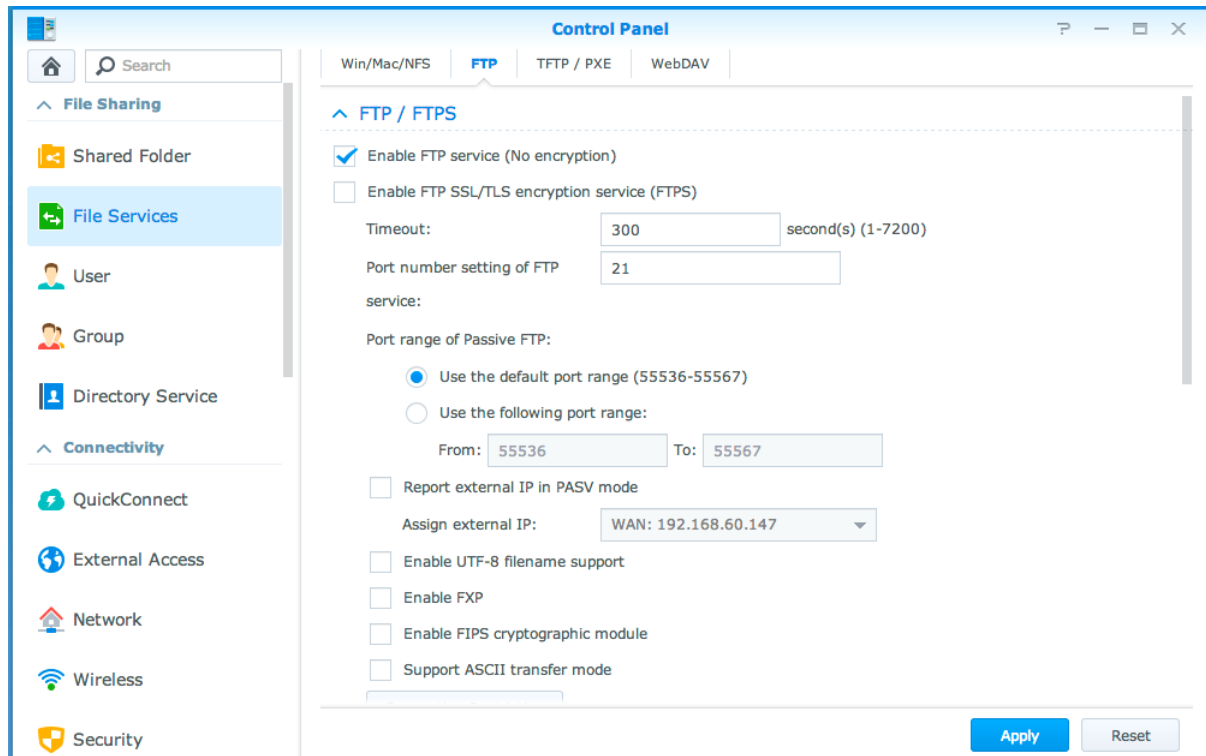 Control Panel
Search
File Sharing
Shared Folder
File Services
User
Group
Directory Service
Connectivity
QuickConnect
External Access
Network
Wireless
Security
Win/Mac/NFS FTP TFTP / PXE WebDAV
FTP / FTPS
Enable FTP service (No encryption)
Enable FTP SSL/TLS encryption service (FTPS)
Timeout: 300 second(s) (1-7200)
Port number setting of FTP 21
service:
Port range of Passive FTP:
Use the default port range (55536-55567)
Use the following port range:
From: 55536 To: 55567
Report external IP in PASV mode
Assign external IP: WAN: 192.168.60.147
Enable UTF-8 filename support
Enable FXP
Enable FIPS cryptographic module
Support ASCII transfer mode
Apply Reset